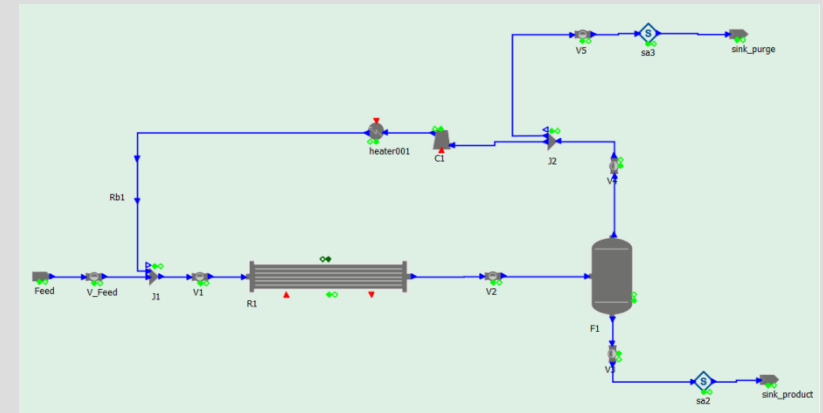 V5
sa3
sink_purge
heater001
C1
J2
V4
Rb1
Feed
V_Feed
J1
V1
R1
V2
F1
V3
S
S
sa2
sink_product